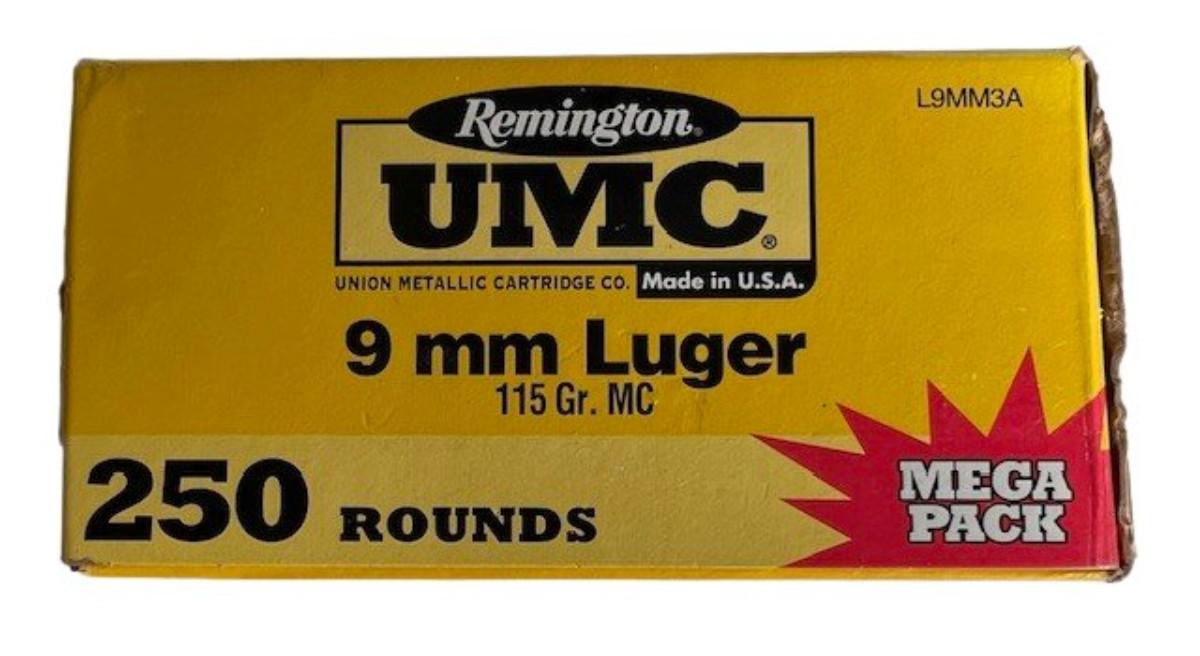 L9MM3A
Remington®
UMC®
UNION METALLIC CARTRIDGE CO. Made in U.S.A.
9 mm Luger
115 Gr. MC
250 ROUNDS
MEGA
PACK